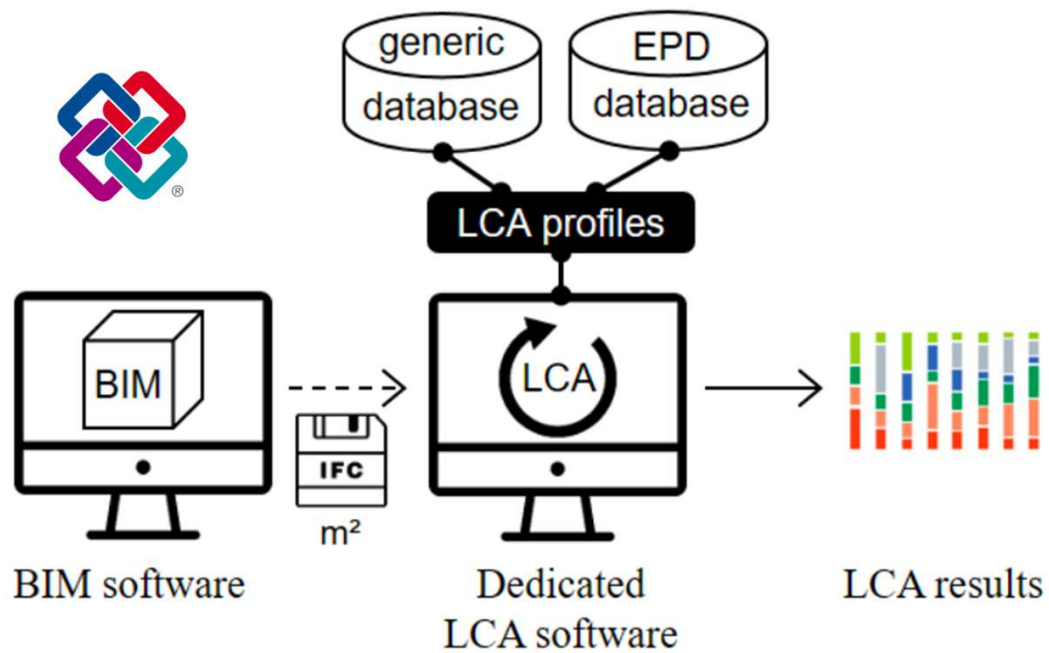 generic
database
EPD
database
®
LCA profiles
BIM
LCA
IFC
m²
BIM software
Dedicated
LCA software
LCA results